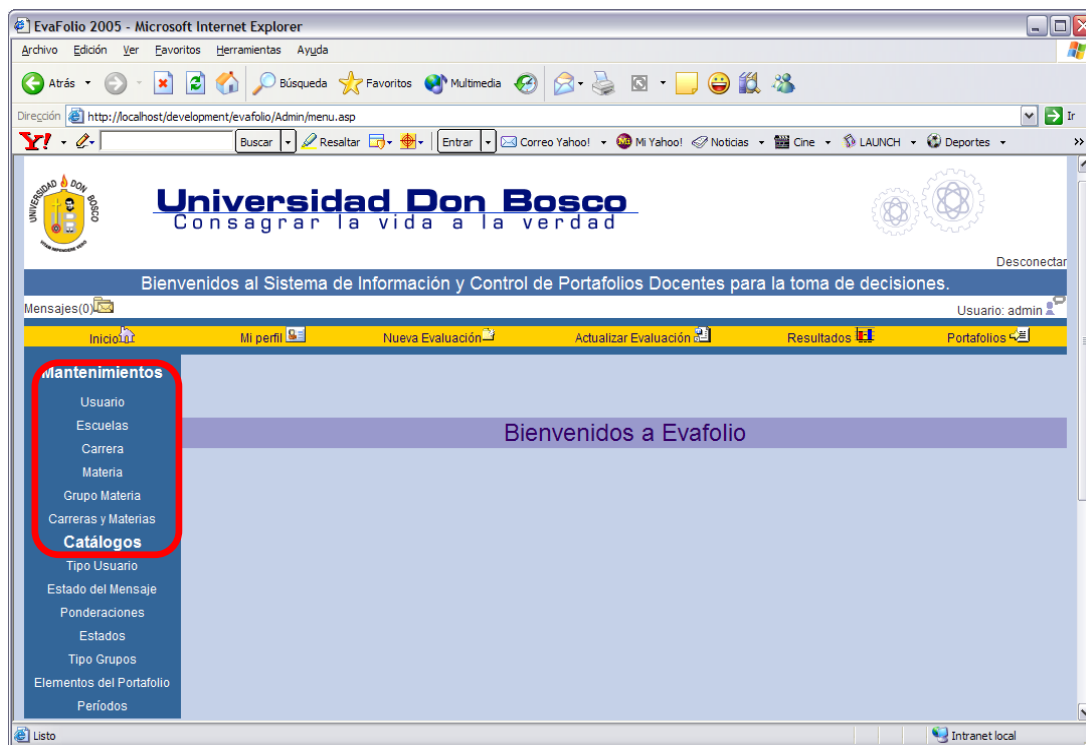 EvaFolio 2005 - Microsoft Internet Explorer
Archivo Edición Ver Favoritos Herramientas Ayuda
Atrás Búsqueda Favoritos Multimedia
Dirección http://localhost/development/evafolio/Admin/menu.asp Ir
Y! Buscar Resaltar Entrar Correo Yahoo! Mi Yahoo! Noticias Cine LAUNCH Deportes »
UNIVERSIDAD DON BOSCO
Universidad Don Bosco
Consagrar la vida a la verdad
Desconectar
Bienvenidos al Sistema de Información y Control de Portafolios Docentes para la toma de decisiones.
Mensajes(0) Usuario: admin
Inicio Mi perfil Nueva Evaluación Actualizar Evaluación Resultados Portafolios
Mantenimientos
Usuario
Escuelas
Carrera
Materia
Grupo Materia
Carreras y Materias
Catálogos
Tipo Usuario
Estado del Mensaje
Ponderaciones
Estados
Tipo Grupos
Elementos del Portafolio
Períodos
Bienvenidos a Evafolio
Listo Intranet local